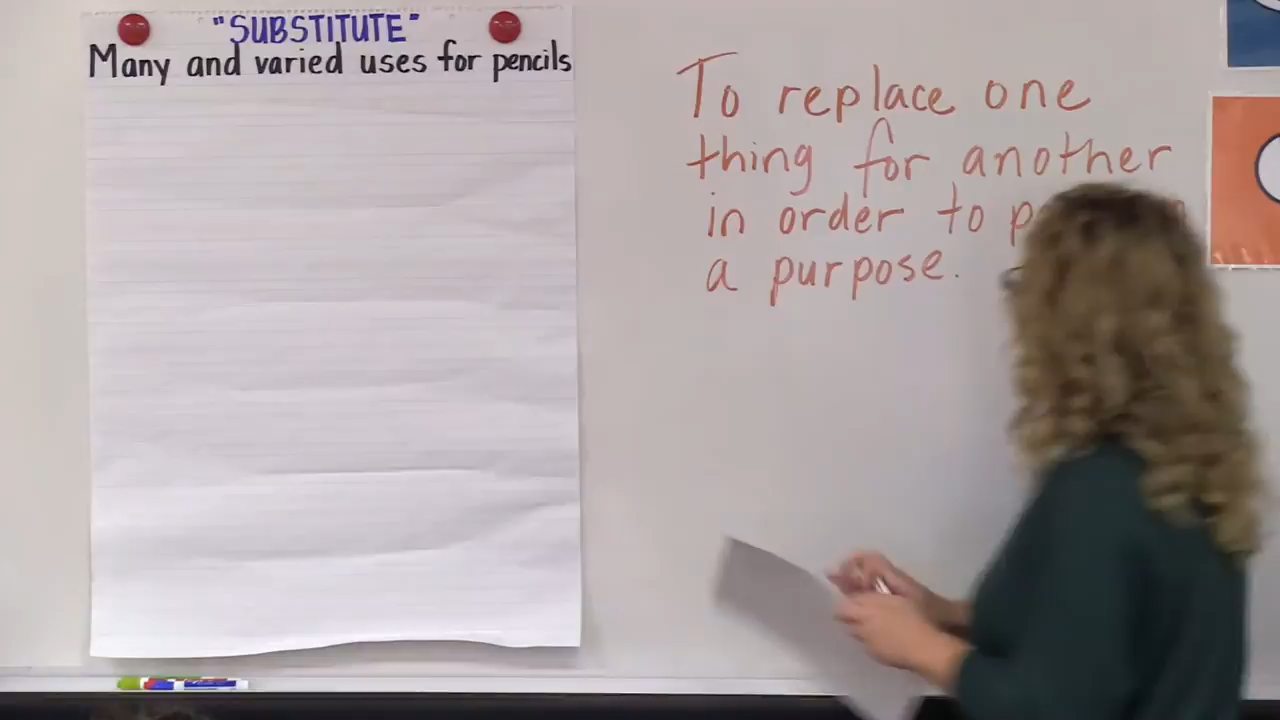 "SUBSTITUTE"
Many and varied uses for pencils
To replace one
thing for another
in order to
a purpose.